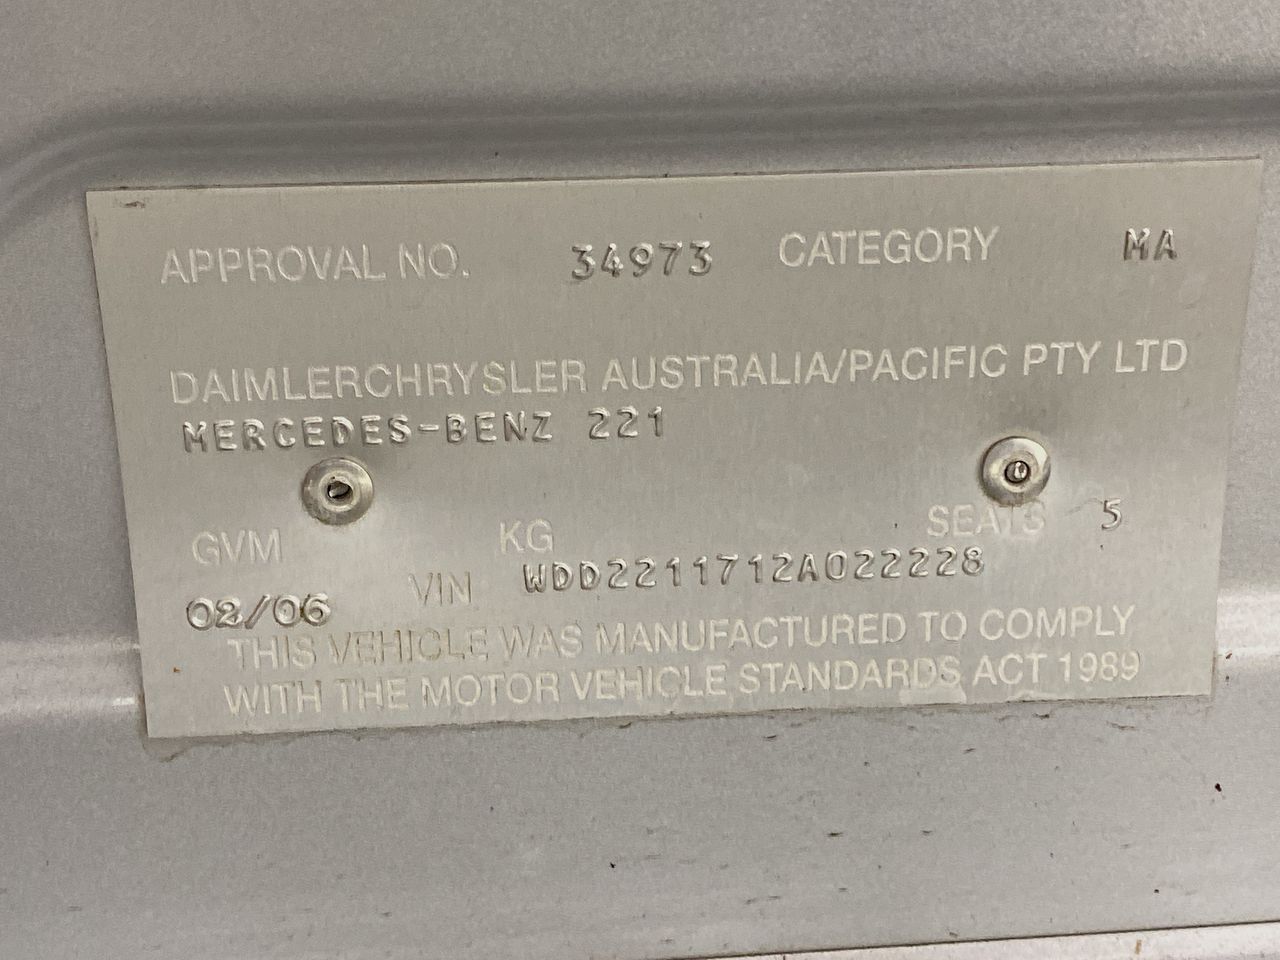 APPROVAL NO. 34973 CATEGORY MA
DAIMLERCHRYSLER AUSTRALIA/PACIFIC PTY LTD
MERCEDES-BENZ 221
GVM KG SEATS 5
02/06 VIN WDD2211712A022228
THIS VEHICLE WAS MANUFACTURED TO COMPLY
WITH THE MOTOR VEHICLE STANDARDS ACT 1989